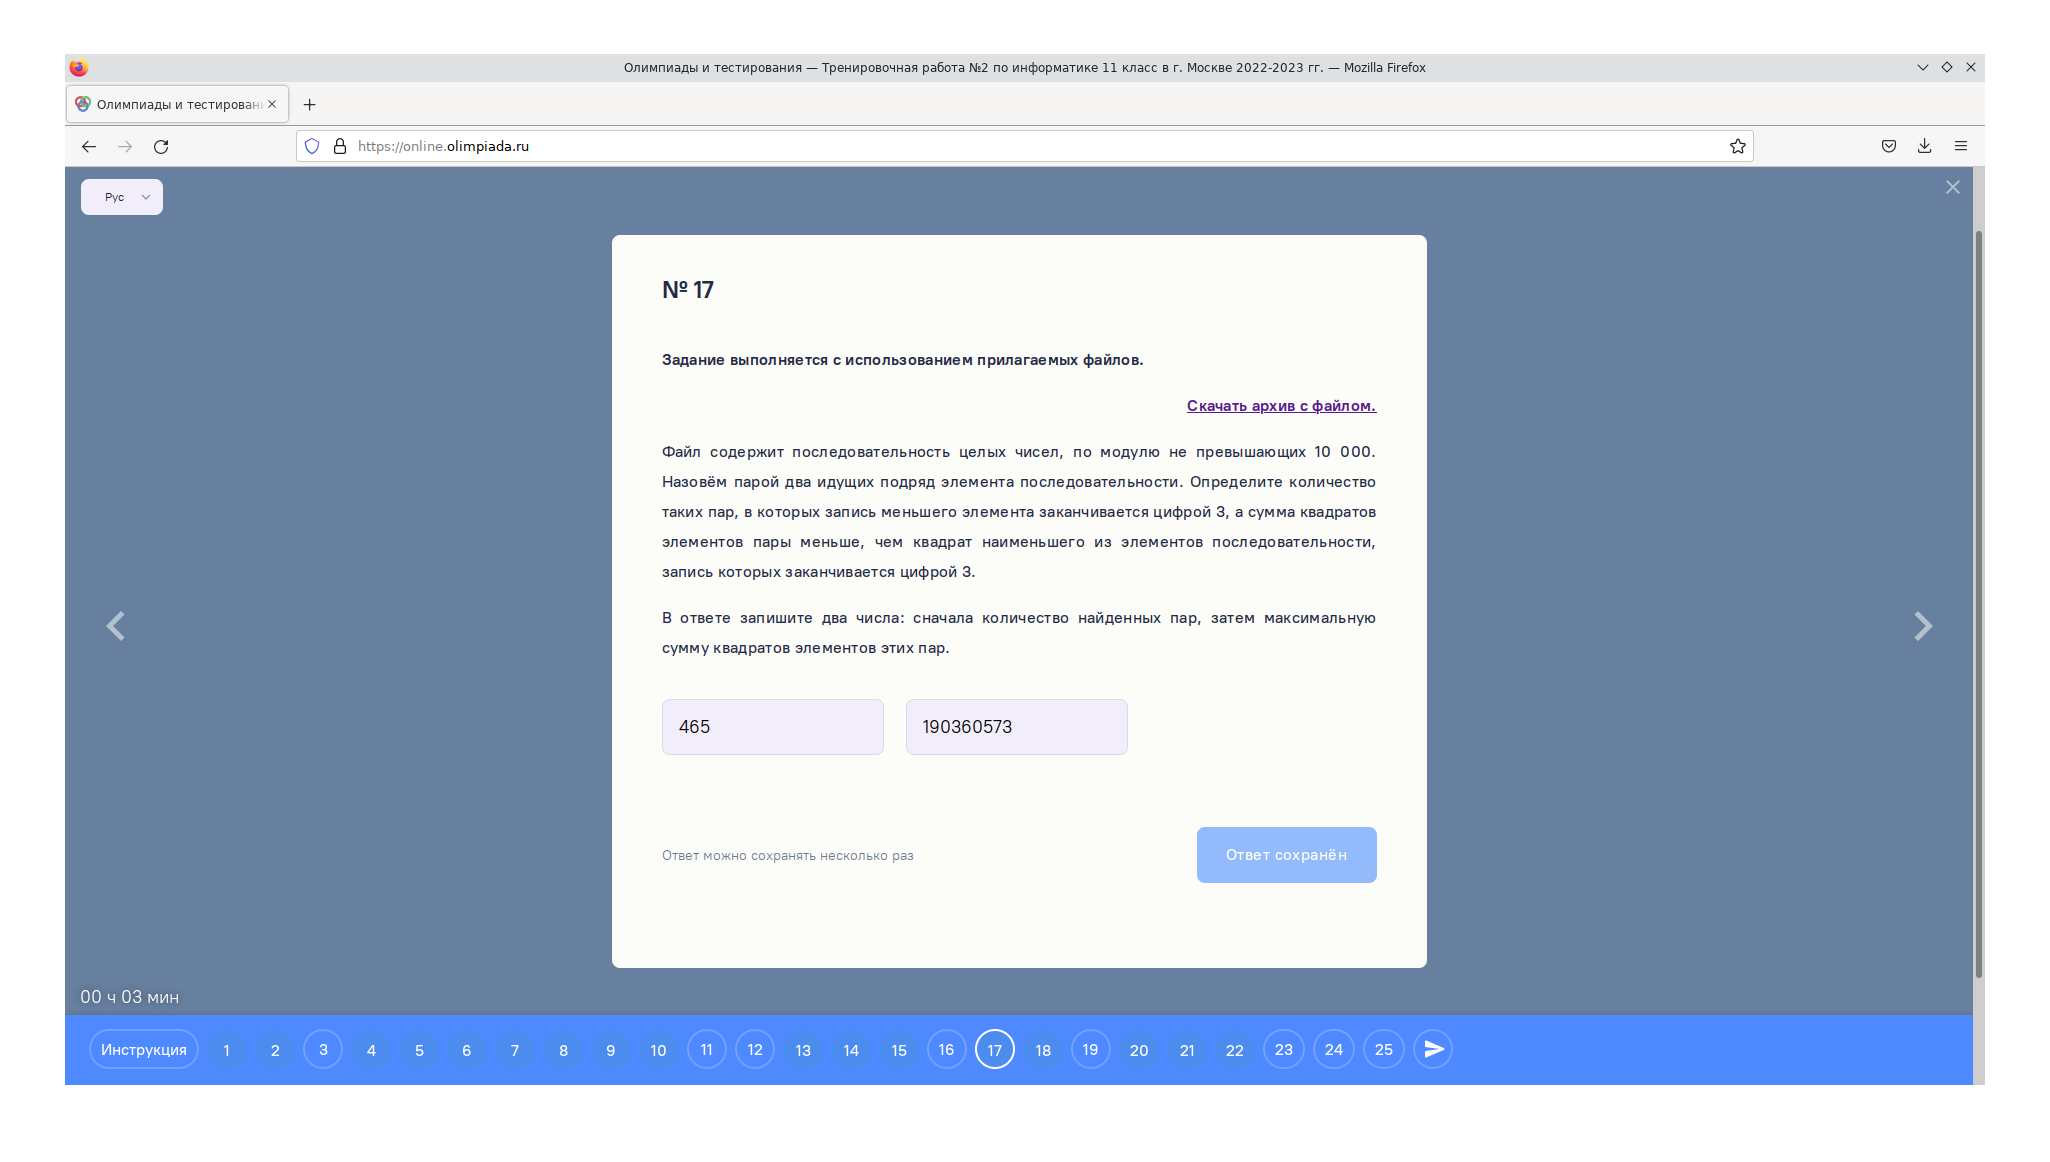 Олимпиады и тестирования — Тренировочная работа №2 по информатике 11 класс в г. Москве 2022-2023 гг. — Mozilla Firefox
Олимпиады и тестировани
https://online.olimpiada.ru
Рус
№ 17
Задание выполняется с использованием прилагаемых файлов.
Скачать архив с файлом.
Файл содержит последовательность целых чисел, по модулю не превышающих 10 000.
Назовём парой два идущих подряд элемента последовательности. Определите количество
таких пар, в которых запись меньшего элемента заканчивается цифрой 3, а сумма квадратов
элементов пары меньше, чем квадрат наименьшего из элементов последовательности,
запись которых заканчивается цифрой 3.
В ответе запишите два числа: сначала количество найденных пар, затем максимальную
сумму квадратов элементов этих пар.
465 190360573
Ответ можно сохранять несколько раз Ответ сохранён
00 ч 03 мин
Инструкция 1 2 3 4 5 6 7 8 9 10 11 12 13 14 15 16 17 18 19 20 21 22 23 24 25